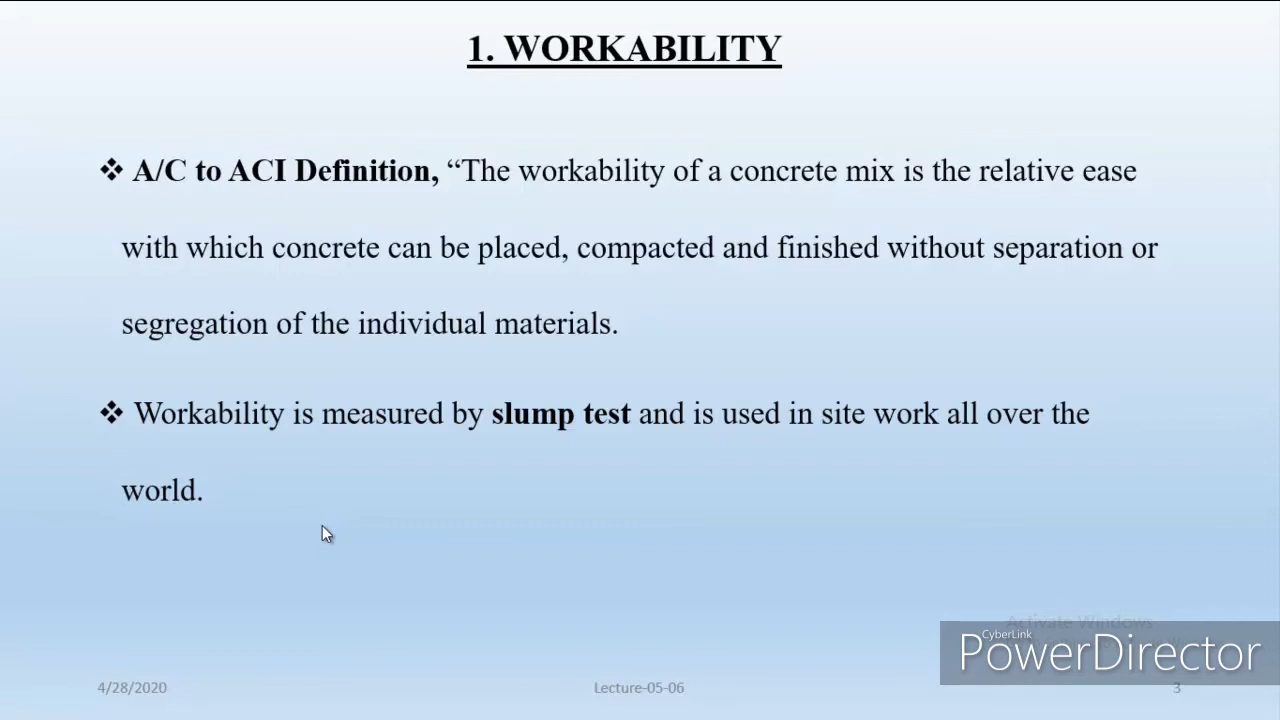 1. WORKABILITY
❖ A/C to ACI Definition, “The workability of a concrete mix is the relative ease
with which concrete can be placed, compacted and finished without separation or
segregation of the individual materials.
❖ Workability is measured by slump test and is used in site work all over the
world.
Activate Windows
CyberLink
PowerDirector
4/28/2020
Lecture-05-06
3